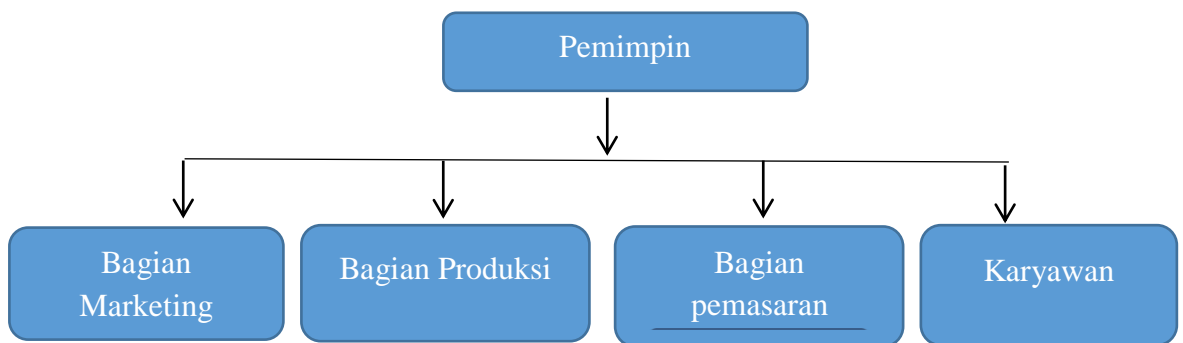 Pemimpin
Bagian
Marketing
Bagian Produksi
Bagian
pemasaran
Karyawan